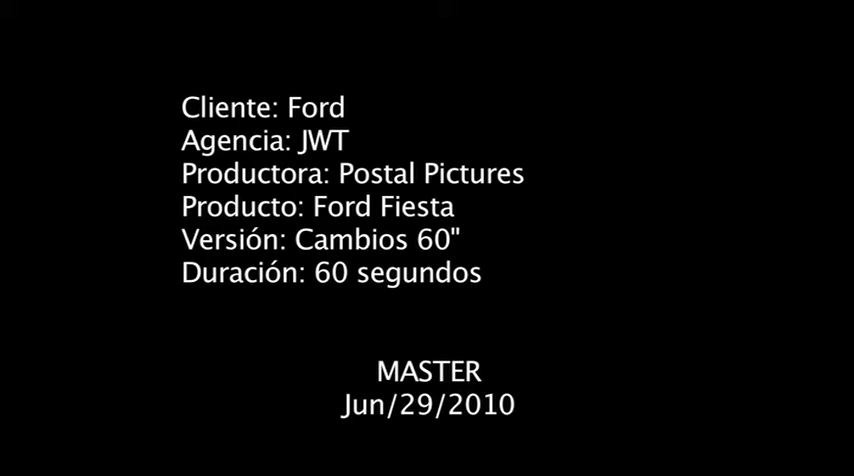 Cliente: Ford
Agencia: JWT
Productora: Postal Pictures
Producto: Ford Fiesta
Versión: Cambios 60"
Duración: 60 segundos
MASTER
Jun/29/2010